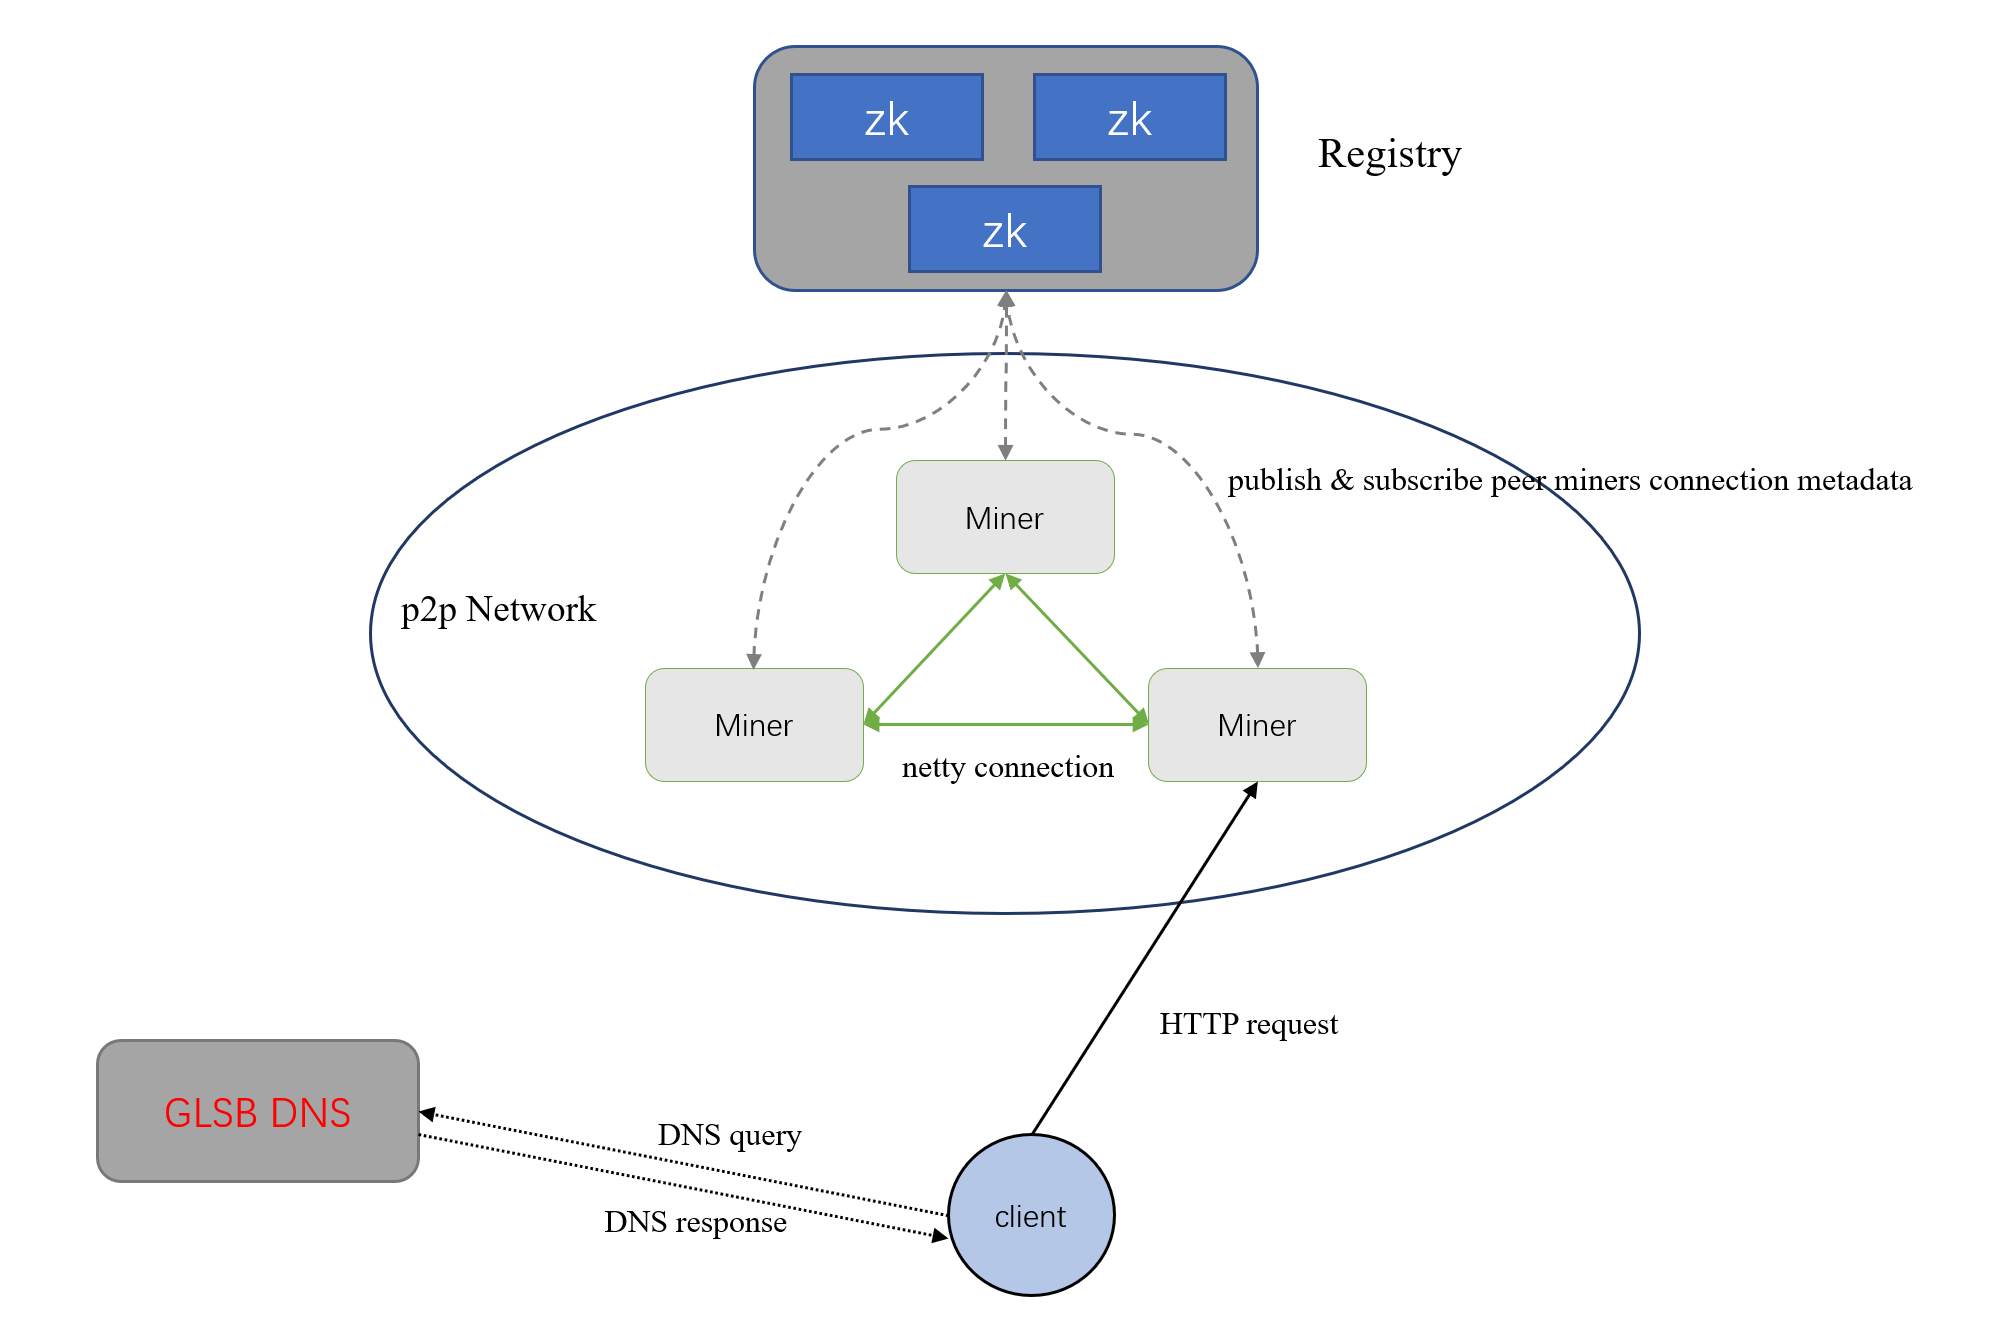 zk
zk
Registry
zk
publish & subscribe peer miners connection metadata
Miner
p2p Network
Miner
Miner
netty connection
HTTP request
GLSB DNS
DNS query
DNS response
client